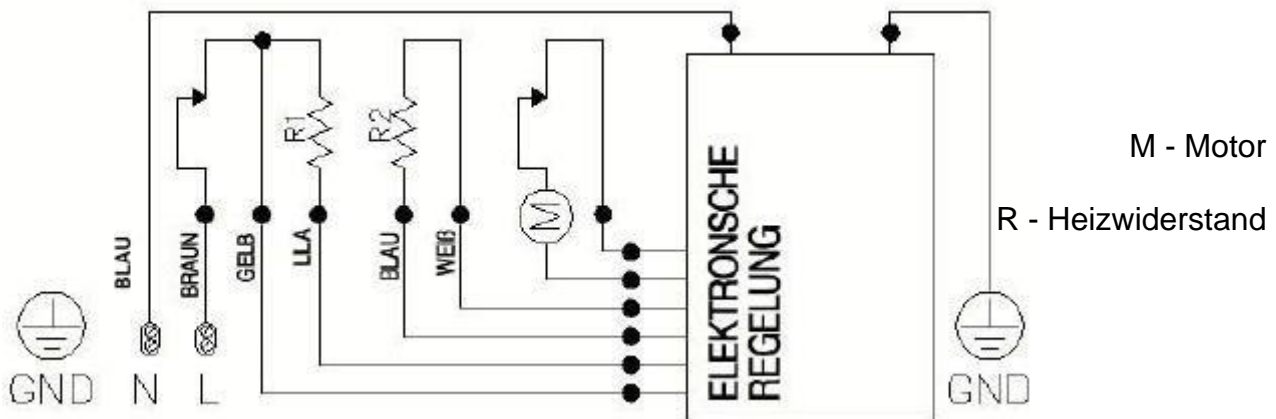 R1
R2
M
M - Motor
R - Heizwiderstand
BLAU
BRAUN
GELB
LILA
BLAU
WEIß
ELEKTRONSCHE
REGELUNG
GND
N
L
GND